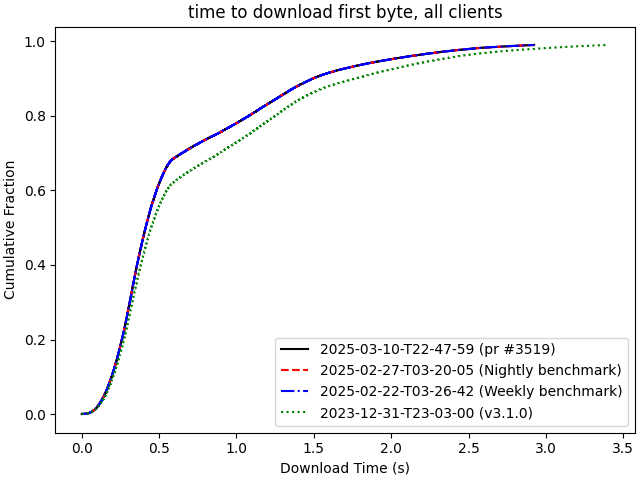 time to download first byte, all clients
1.0
0.8
0.6
0.4
0.2
0.0
Cumulative Fraction
2025-03-10-T22-47-59 (pr #3519)
2025-02-27-T03-20-05 (Nightly benchmark)
2025-02-22-T03-26-42 (Weekly benchmark)
2023-12-31-T23-03-00 (v3.1.0)
0.0 0.5 1.0 1.5 2.0 2.5 3.0 3.5
Download Time (s)